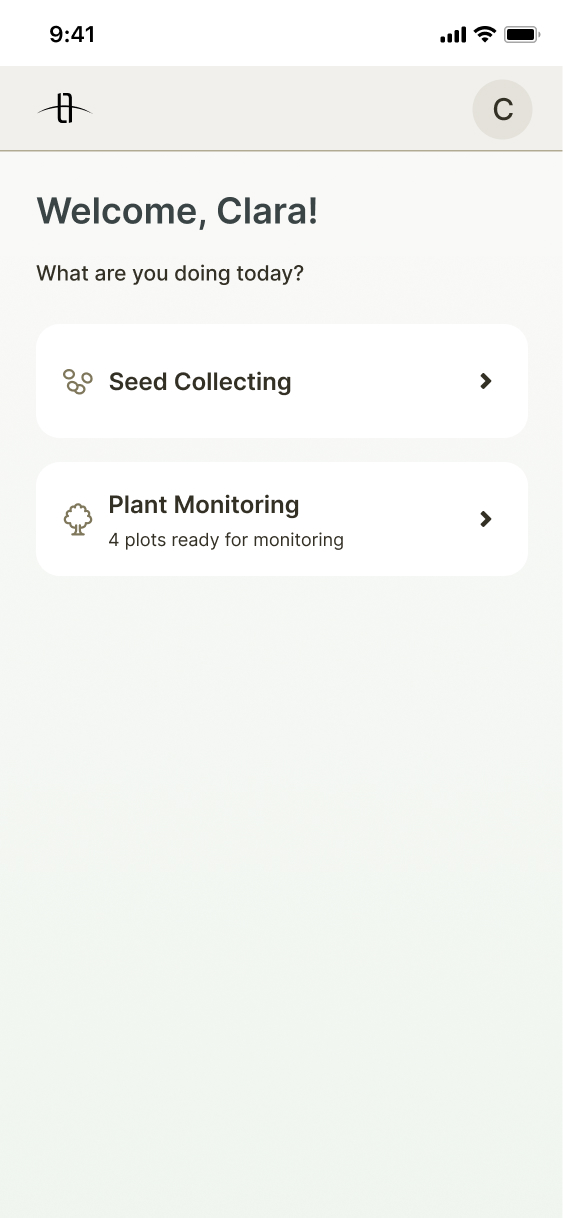 9:41
C
Welcome, Clara!
What are you doing today?
Seed Collecting
Plant Monitoring
4 plots ready for monitoring